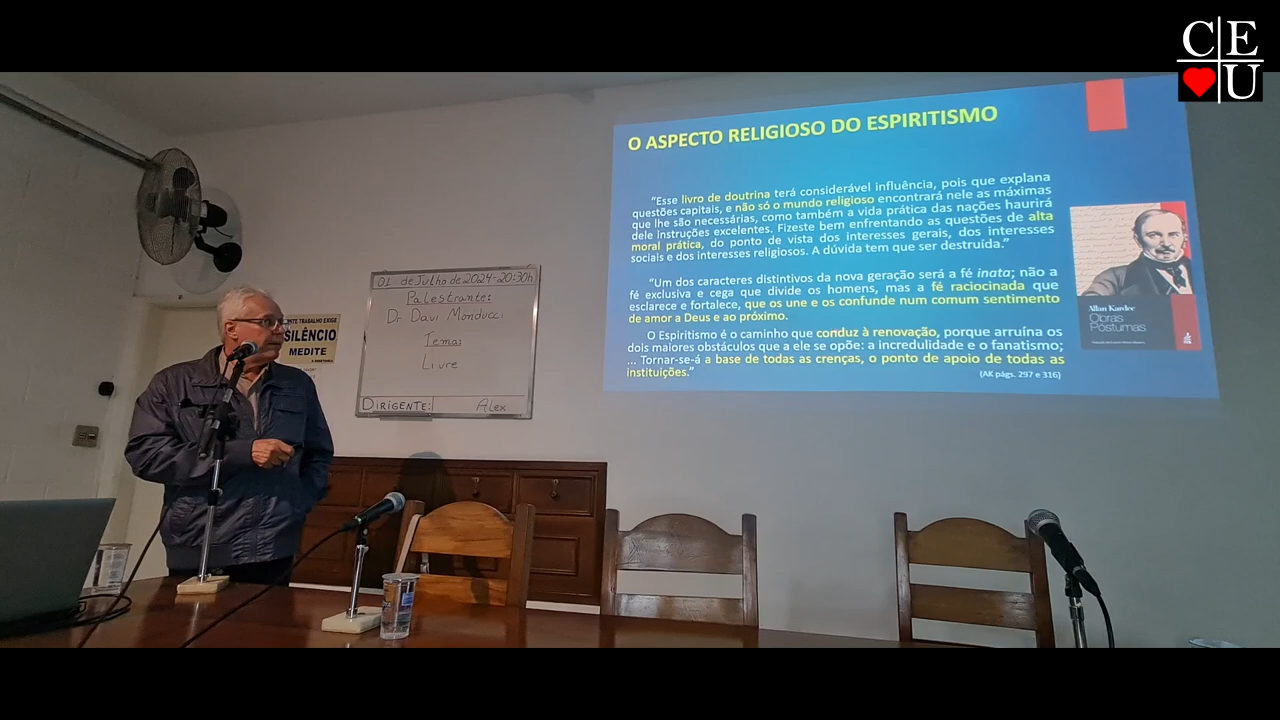 CE
U
O ASPECTO RELIGIOSO DO ESPIRITISMO
“Esse livro de doutrina terá considerável influência, pois que explana
questões capitais, e não só o mundo religioso encontrará nele as máximas
que lhe são necessárias, como também a vida prática das nações haurirá
dele instruções excelentes. Fizeste bem enfrentando as questões de alta
moral prática, do ponto de vista dos interesses gerais, dos interesses
sociais e dos interesses religiosos. A dúvida tem que ser destruída.”
“Um dos caracteres distintivos da nova geração será a fé inata; não a
fé exclusiva e cega que divide os homens, mas a fé raciocinada que
esclarece e fortalece, que os une e os confunde num comum sentimento
de amor a Deus e ao próximo.
O Espiritismo é o caminho que conduz à renovação, porque arruína os
dois maiores obstáculos que a ele se opõe: a incredulidade e o fanatismo;
... Tornar-se-á a base de todas as crenças, o ponto de apoio de todas as
instituições.”
(AK págs. 297 e 316)
Allan Kardec
Obras
Póstumas
01 de Julho de 2024-20:30h
Palestrante:
Dr Davi Monducci
Tema:
Livre
DIRIGENTE: Alex
TE TRABALHO EXIGE
SILÊNCIO
MEDITE